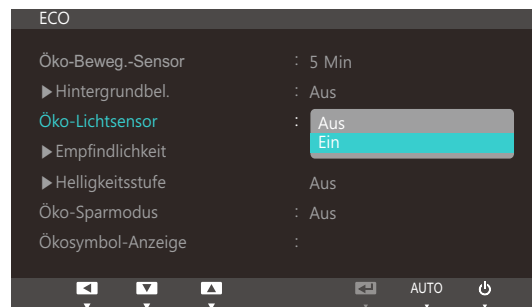 ECO
Öko-Beweg.-Sensor : 5 Min
▶Hintergrundbel. : Aus
Öko-Lichtsensor : Aus
Ein
▶Empfindlichkeit
▶Helligkeitsstufe Aus
Öko-Sparmodus : Aus
Ökosymbol-Anzeige :
AUTO